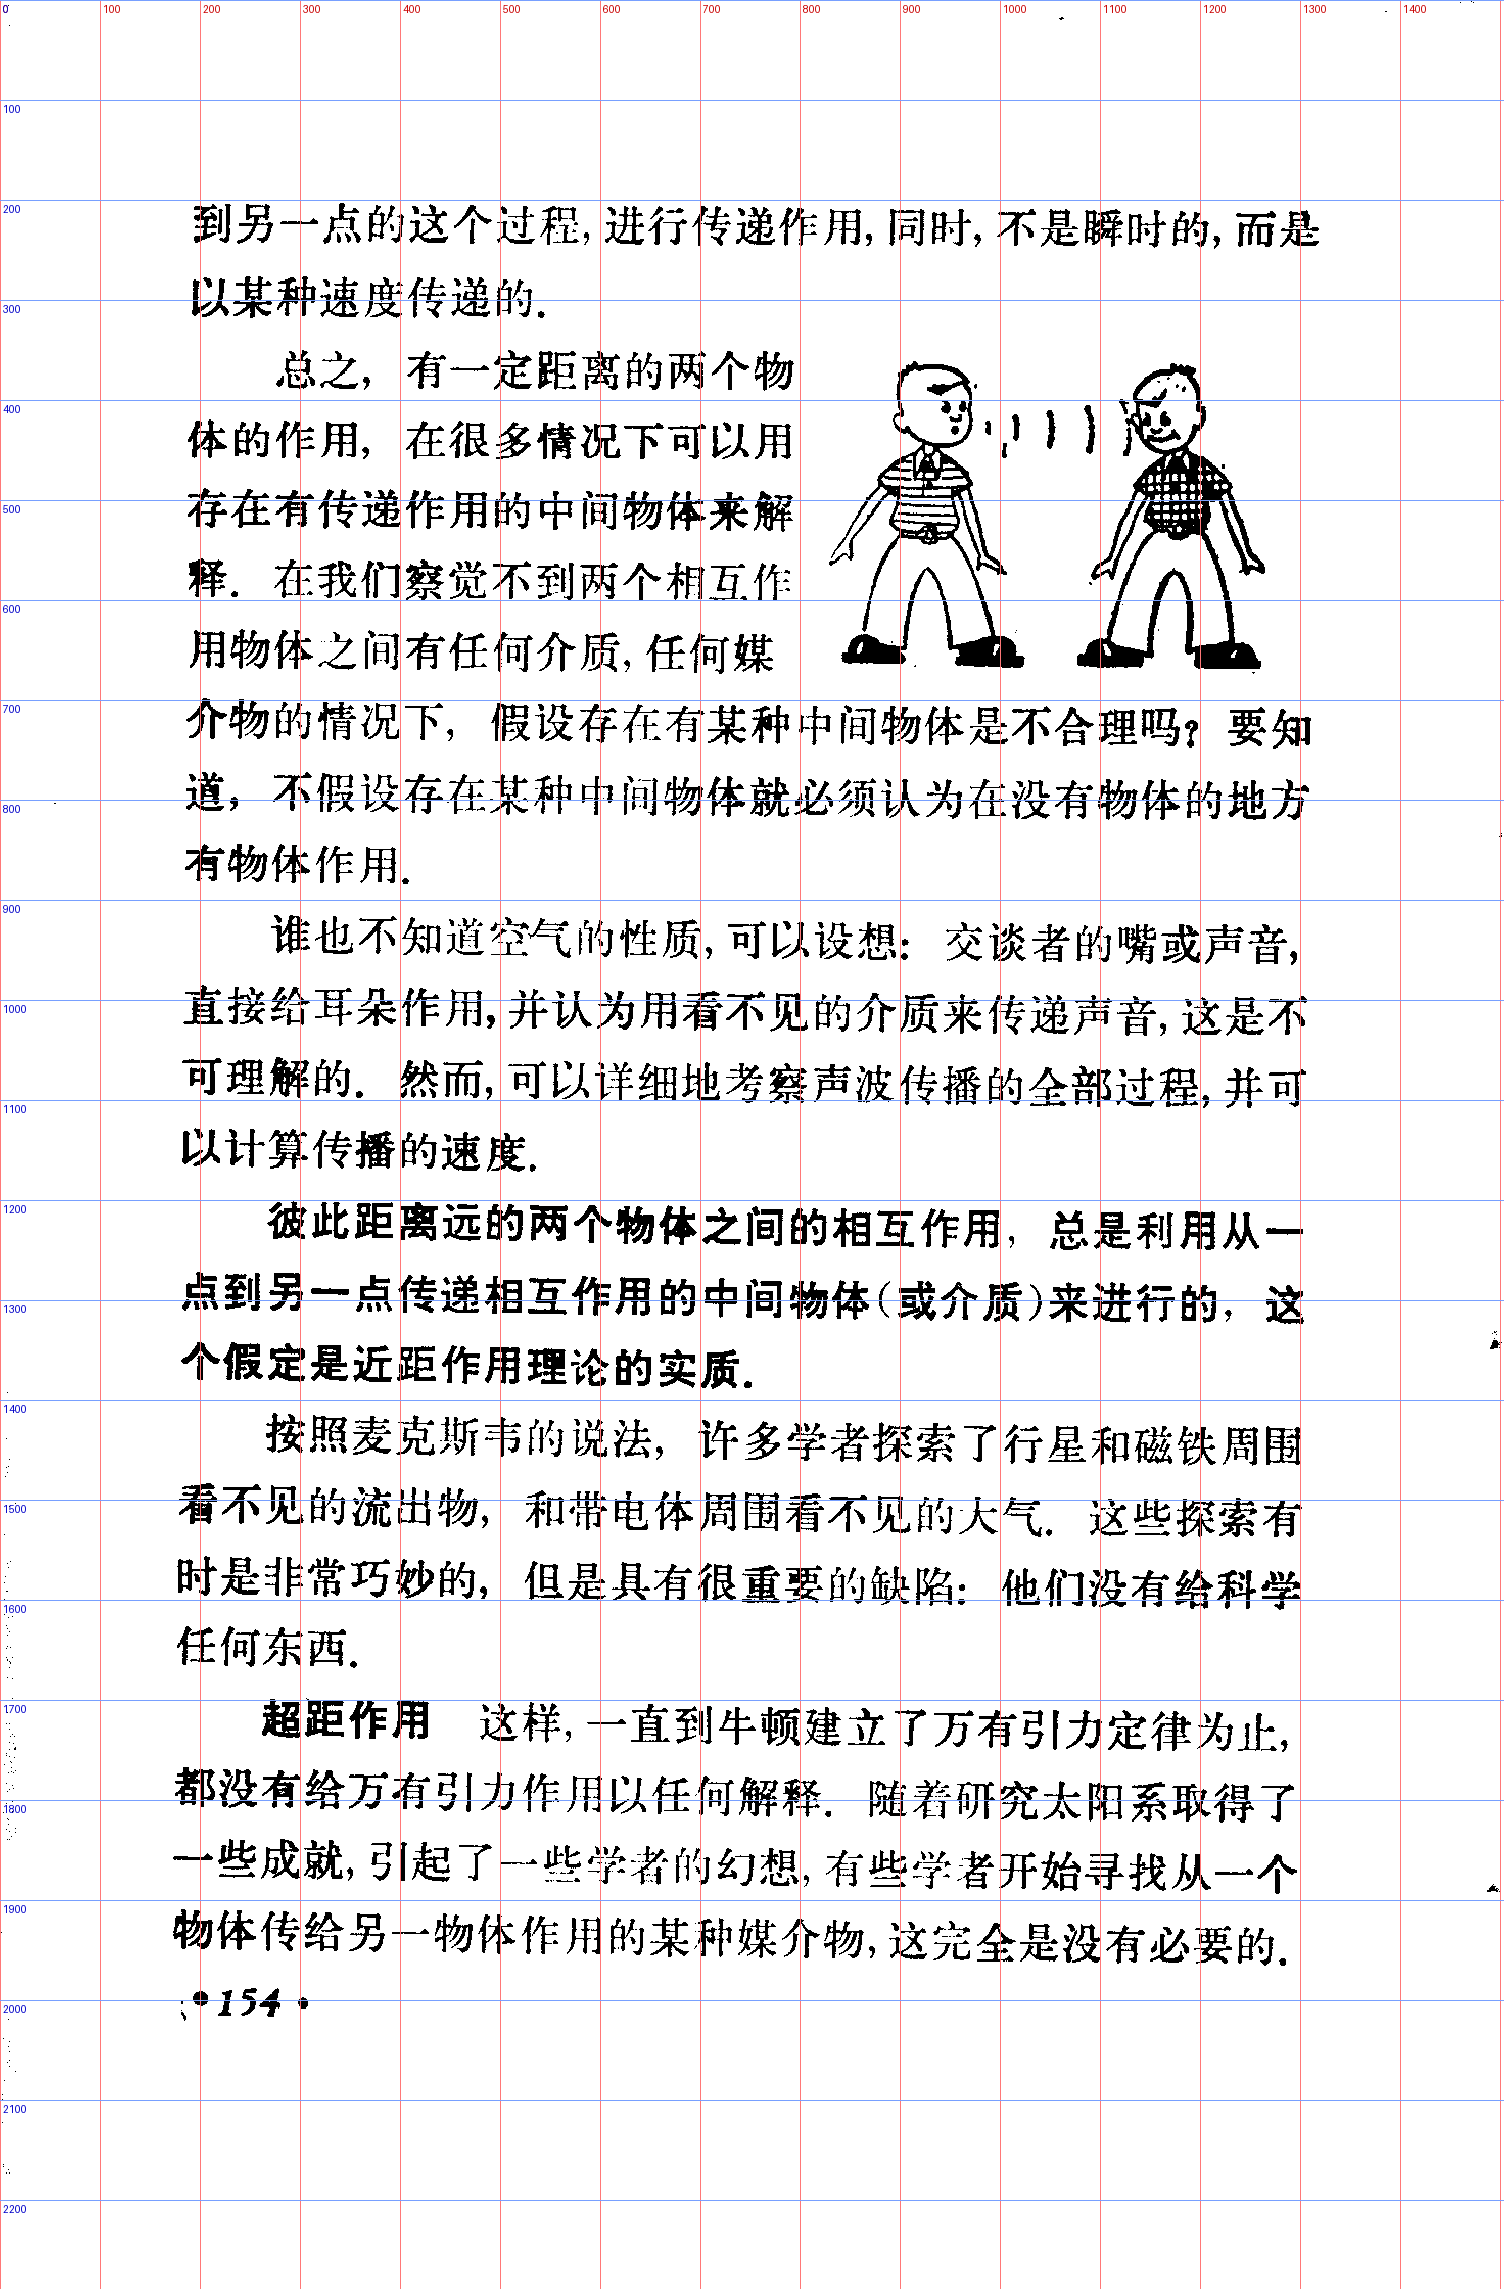 到另一点的这个过程, 进行传递作用, 同时, 不是瞬时的, 而是
以某种速度传递的.
总之, 有一定距离的两个物
体的作用, 在很多情况下可以用
存在有传递作用的中间物体来解
释. 在我们察觉不到两个相互作
用物体之间有任何介质, 任何媒
介物的情况下, 假设存在有某种中间物体是不合理吗? 要知
道, 不假设存在某种中间物体就必须认为在没有物体的地方
有物体作用.
谁也不知道空气的性质, 可以设想: 交谈者的嘴或声音,
直接给耳朵作用, 并认为用看不见的介质来传递声音, 这是不
可理解的. 然而, 可以详细地考察声波传播的全部过程, 并可
以计算传播的速度.
彼此距离远的两个物体之间的相互作用, 总是利用从一
点到另一点传递相互作用的中间物体(或介质)来进行的, 这
个假定是近距作用理论的实质.
按照麦克斯韦的说法, 许多学者探索了行星和磁铁周围
看不见的流出物, 和带电体周围看不见的大气. 这些探索有
时是非常巧妙的, 但是具有很重要的缺陷: 他们没有给科学
任何东西.
超距作用 这样, 一直到牛顿建立了万有引力定律为止,
都没有给万有引力作用以任何解释. 随着研究太阳系取得了
一些成就, 引起了一些学者的幻想, 有些学者开始寻找从一个
物体传给另一物体作用的某种媒介物, 这完全是没有必要的.
• 154 •